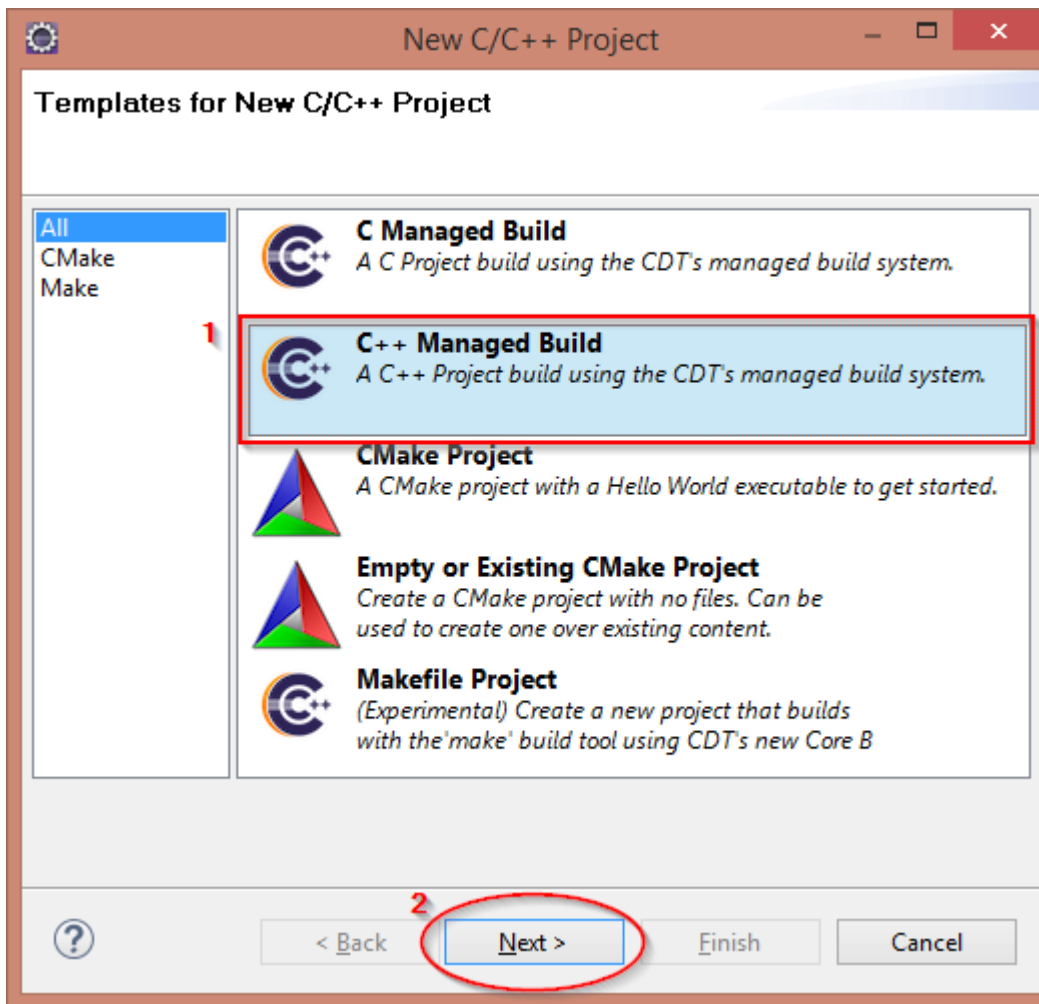 New C/C++ Project
Templates for New C/C++ Project
All
CMake
Make
C Managed Build
A C Project build using the CDT's managed build system.
1
C++ Managed Build
A C++ Project build using the CDT's managed build system.
CMake Project
A CMake project with a Hello World executable to get started.
Empty or Existing CMake Project
Create a CMake project with no files. Can be
used to create one over existing content.
Makefile Project
(Experimental) Create a new project that builds
with the'make' build tool using CDT's new Core B
2
?
< Back
Next >
Finish
Cancel